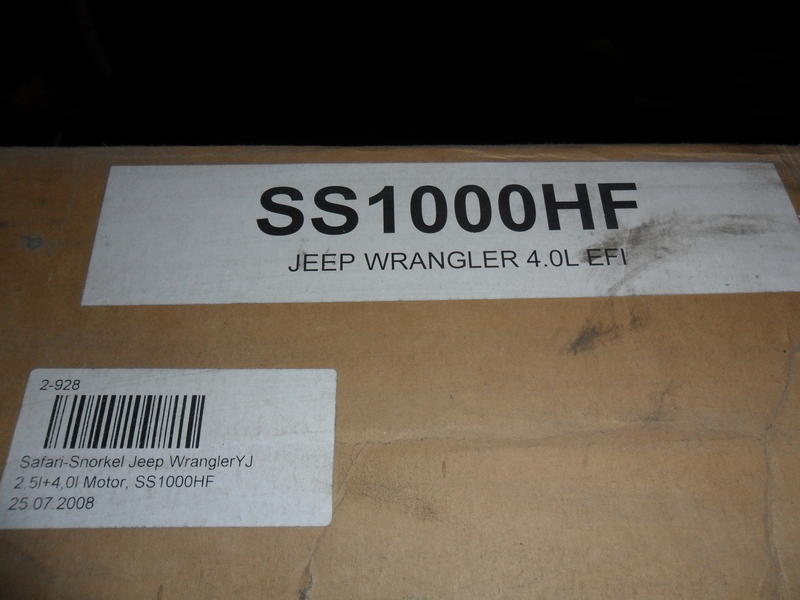 SS1000HF
JEEP WRANGLER 4.0L EFI
2-928
Safari-Snorkel Jeep WranglerYJ
2,5l+4,0l Motor, SS1000HF
25.07.2008